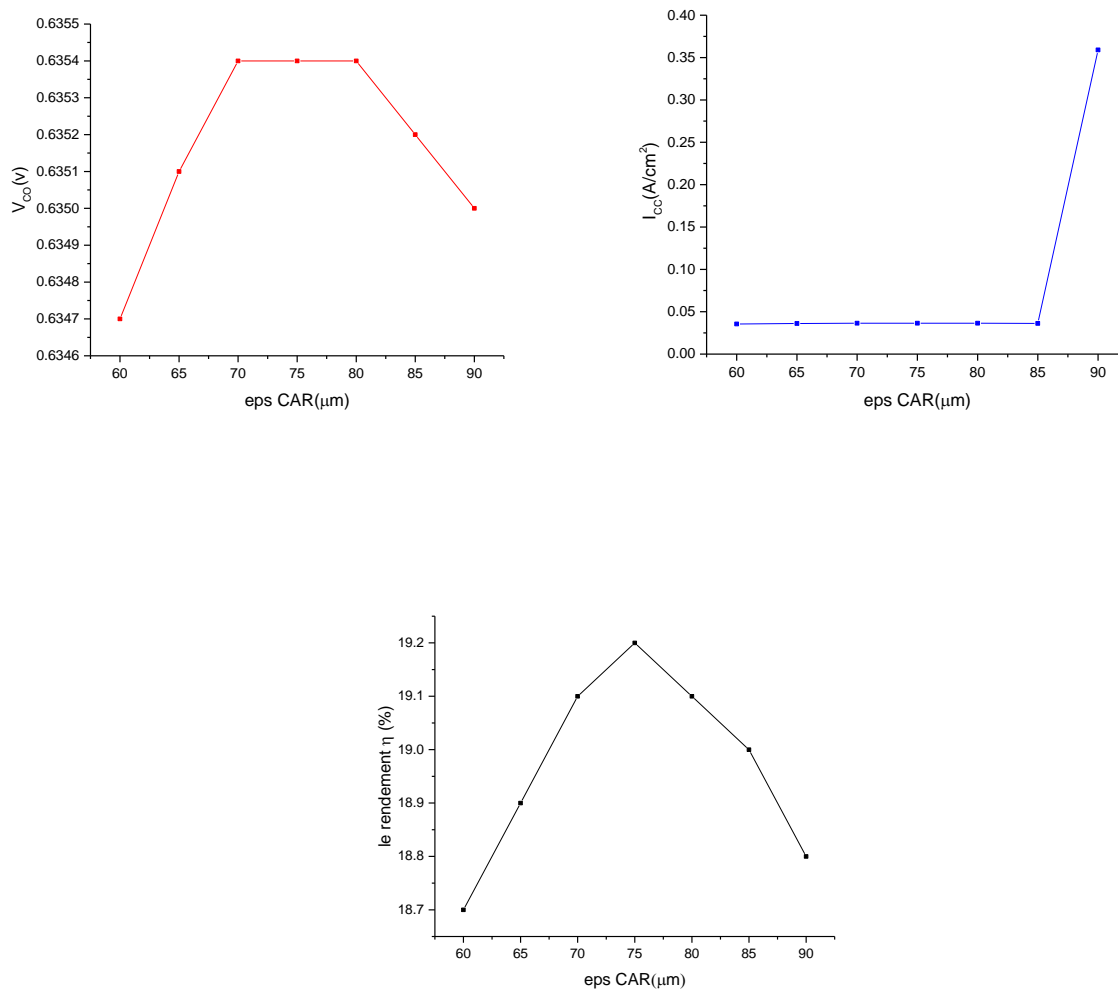 0.6355
0.6354
0.6353
0.6352
0.6351
0.6350
0.6349
0.6348
0.6347
0.6346
V_CO(v)
60 65 70 75 80 85 90
eps CAR(μm)
0.40
0.35
0.30
0.25
0.20
0.15
0.10
0.05
0.00
I_CC(A/cm²)
60 65 70 75 80 85 90
eps CAR(μm)
19.2
19.1
19.0
18.9
18.8
18.7
le rendement η (%)
60 65 70 75 80 85 90
eps CAR(μm)